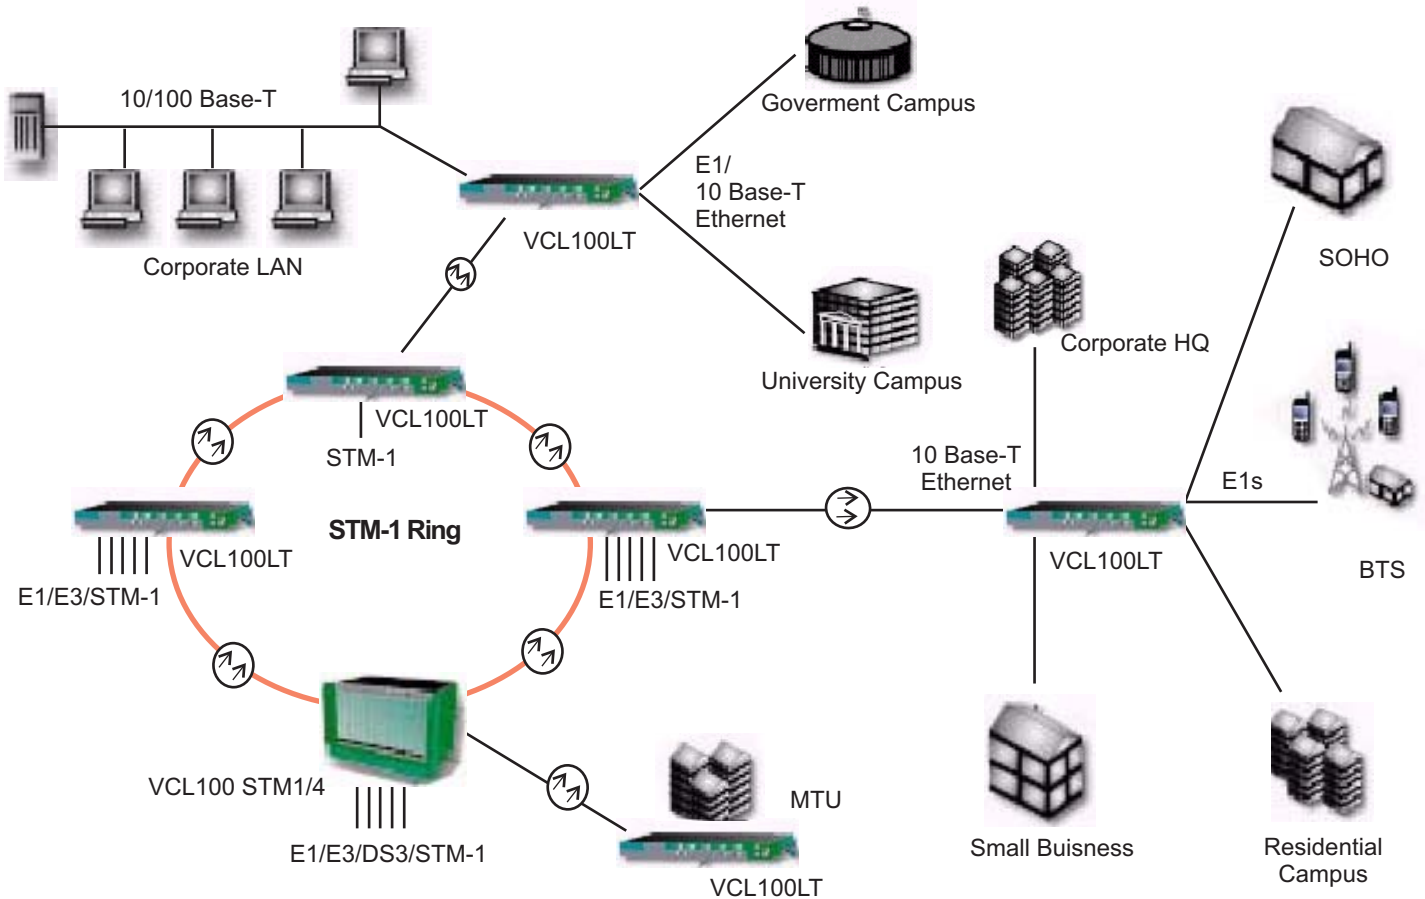 10/100 Base-T
Goverment Campus
E1/
10 Base-T
Ethernet
VCL100LT
Corporate LAN
SOHO
Corporate HQ
University Campus
VCL100LT
STM-1
10 Base-T
Ethernet
E1s
STM-1 Ring
VCL100LT
VCL100LT
VCL100LT
BTS
E1/E3/STM-1
E1/E3/STM-1
VCL100 STM1/4
MTU
E1/E3/DS3/STM-1
Small Buisness
Residential
Campus
VCL100LT